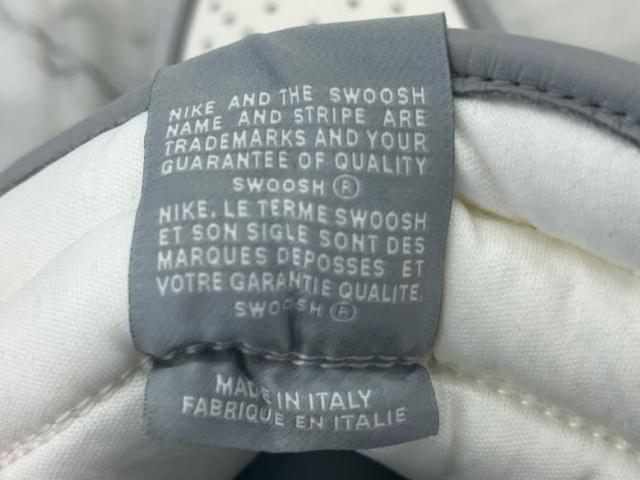 NIKE AND THE SWOOSH
NAME AND STRIPE ARE
TRADEMARKS AND YOUR
GUARANTEE OF QUALITY
SWOOSH ®
NIKE, LE TERME SWOOSH
ET SON SIGLE SONT DES
MARQUES DEPOSSES ET
VOTRE GARANTIE QUALITE.
SWOOSH ®
MADE IN ITALY
FABRIQUE EN ITALIE